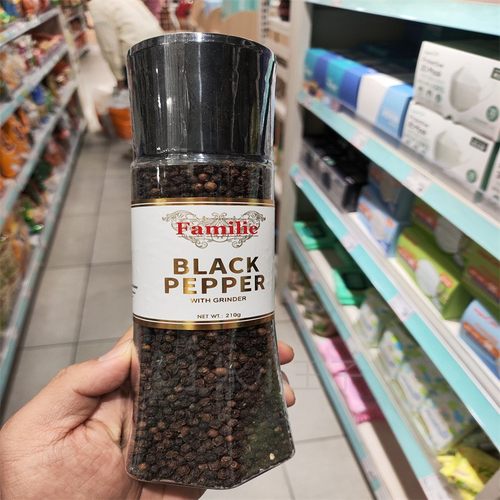 Familie
BLACK
PEPPER
WITH GRINDER
NET WT.: 210g